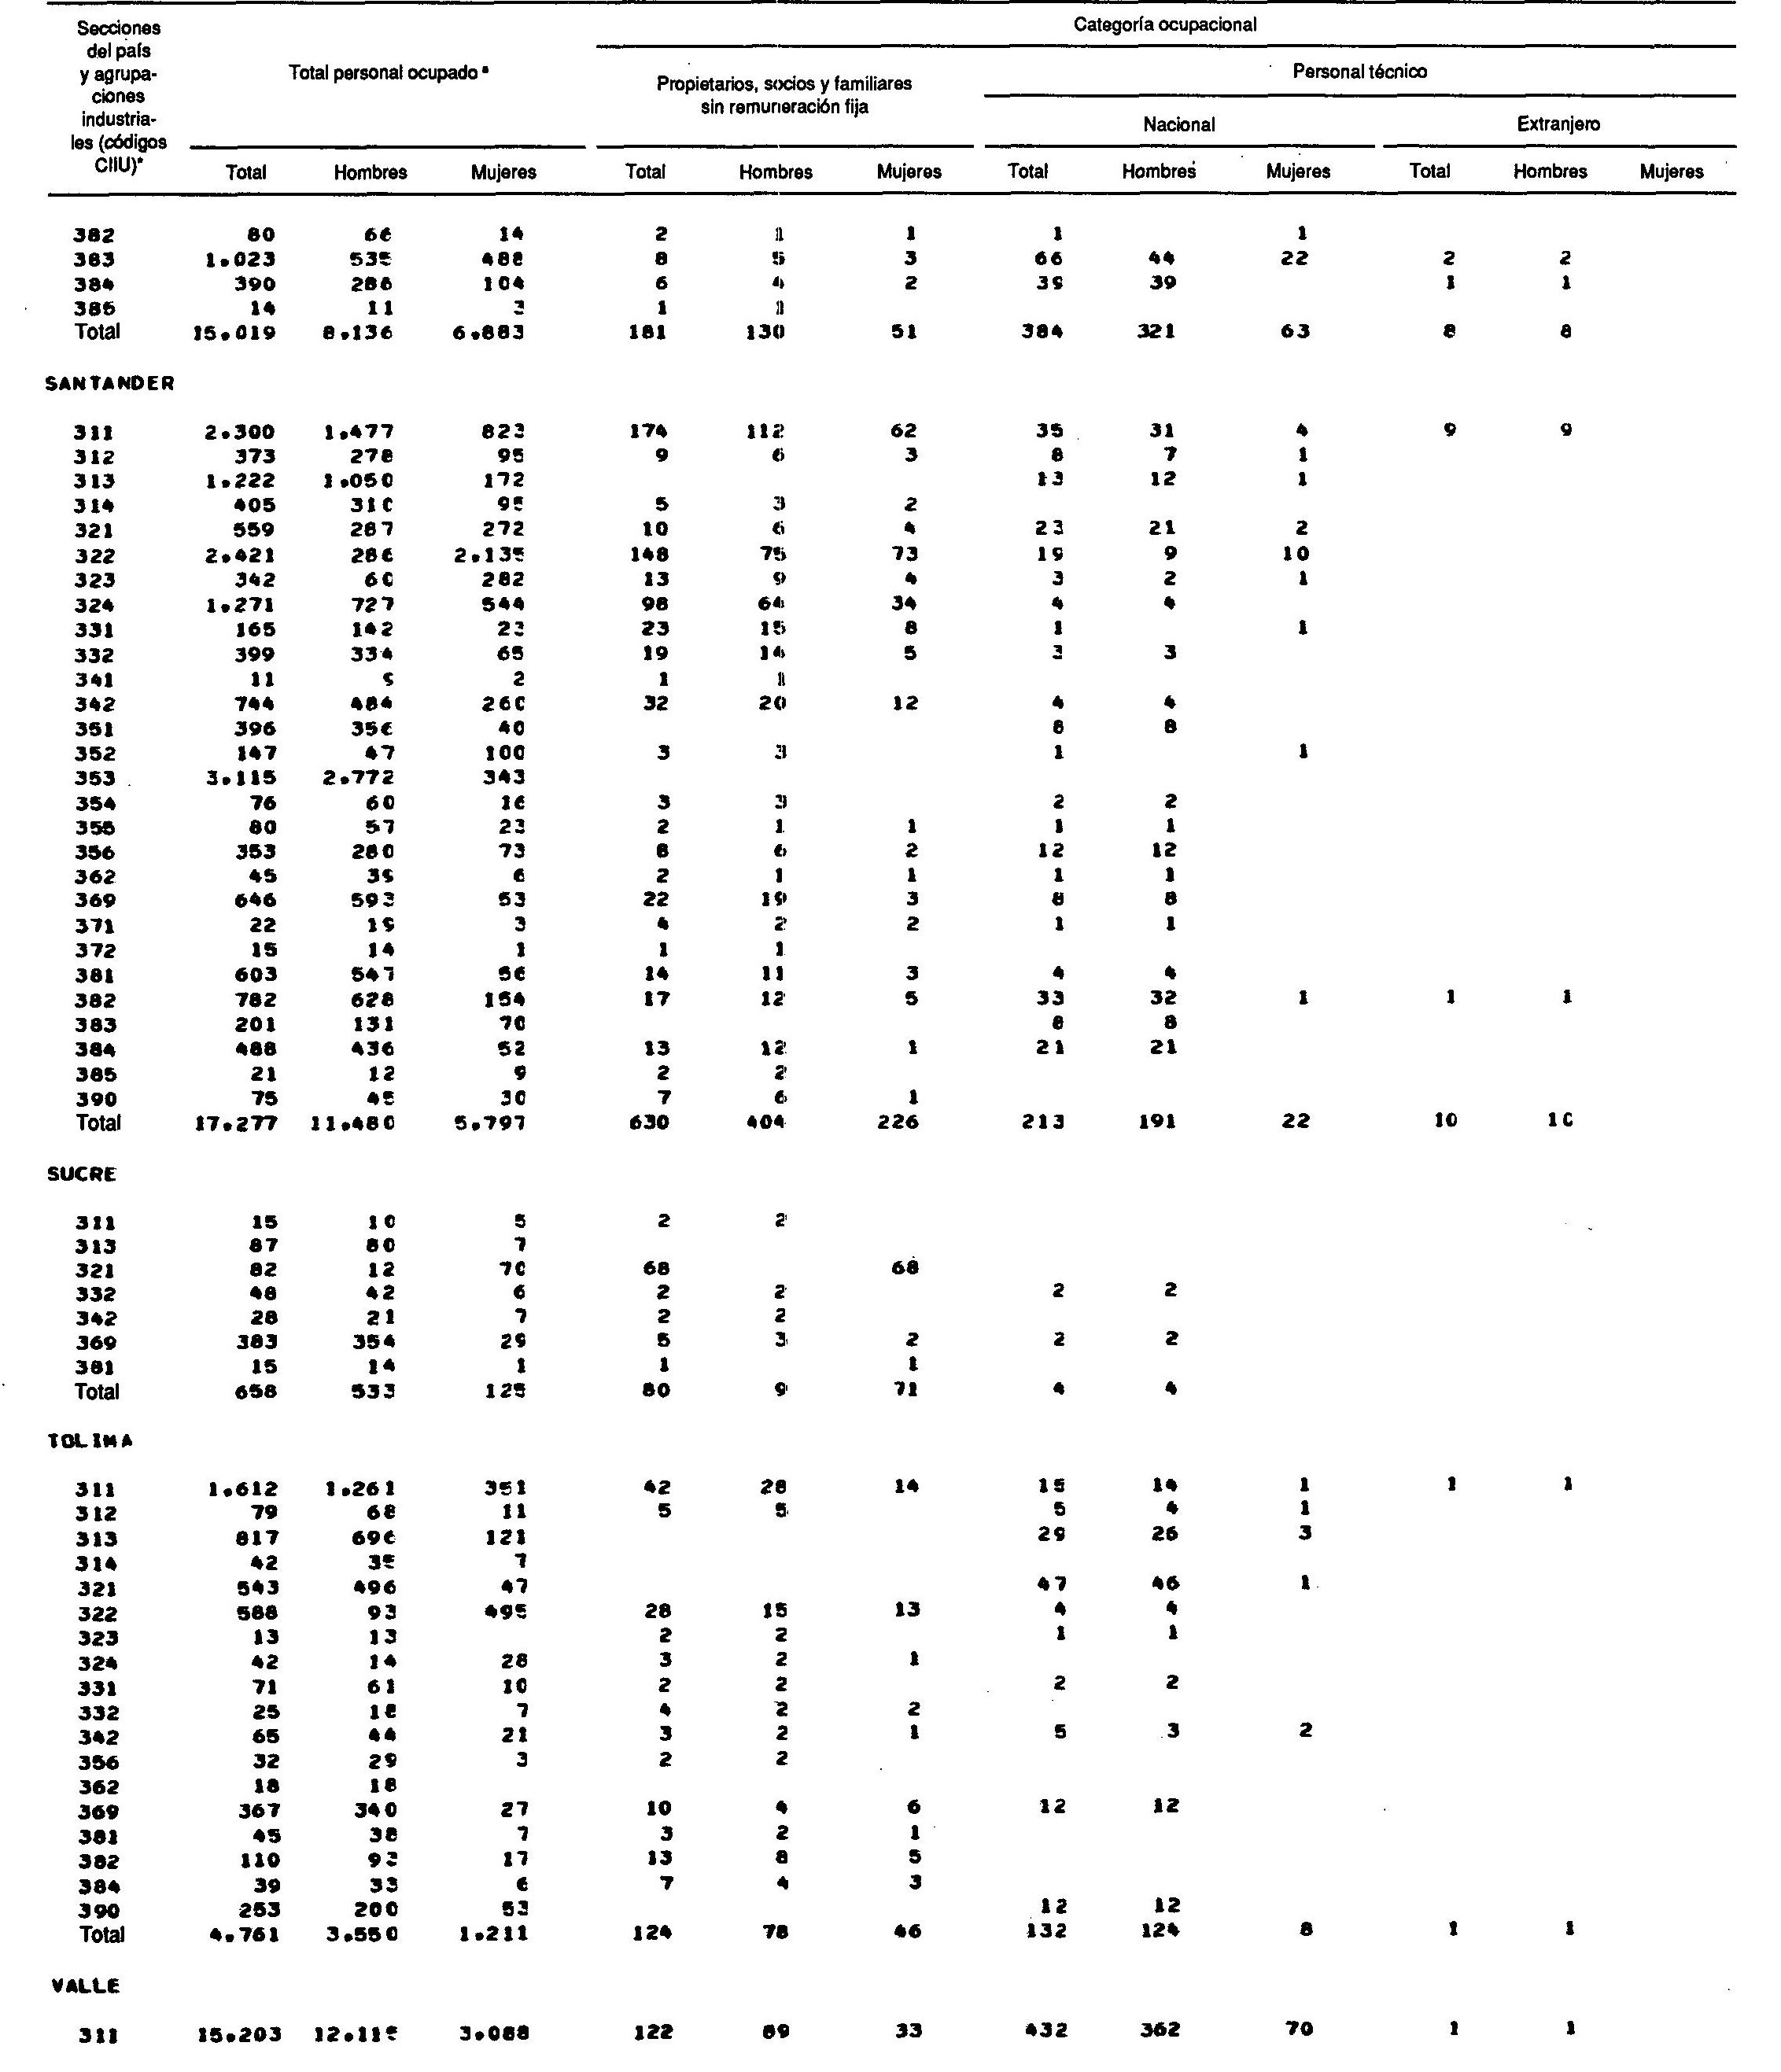 Secciones del país y agrupaciones industriales (códigos CIIU)* Total personal ocupado ª Categoría ocupacional
Propietarios, socios y familiares sin remuneración fija Personal técnico
Nacional Extranjero
Total Hombres Mujeres Total Hombres Mujeres Total Hombres Mujeres Total Hombres Mujeres
382 80 66 14 2 1 1 1 1
383 1.023 535 488 8 5 3 66 44 22 2 2
384 390 286 104 6 4 2 39 39 1 1
385 14 11 3 1 1
Total 15.019 8.136 6.883 181 130 51 384 321 63 8 8
SANTANDER
311 2.300 1.477 823 174 112 62 35 31 4 9 9
312 373 278 95 9 6 3 8 7 1
313 1.222 1.050 172 13 12 1
314 405 310 95 5 3 2
321 559 287 272 10 6 4 23 21 2
322 2.421 286 2.135 148 75 73 19 9 10
323 342 60 282 13 9 4 3 2 1
324 1.271 727 544 98 64 34 4 4
331 165 142 23 23 15 8 1 1
332 399 334 65 19 14 5 3 3
341 11 9 2 1 1
342 744 484 260 32 20 12 4 4
351 396 356 40 8 8
352 147 47 100 3 3 1 1
353 3.115 2.772 343
354 76 60 16 3 3 2 2
355 80 57 23 2 1 1 1 1
356 353 280 73 8 6 2 12 12
362 45 39 6 2 1 1 1 1
369 646 593 53 22 19 3 8 8
371 22 19 3 4 2 2 1 1
372 15 14 1 1 1
381 603 547 56 14 11 3 4 4
382 782 628 154 17 12 5 33 32 1 1 1
383 201 131 70 8 8
384 488 436 52 13 12 1 21 21
385 21 12 9 2 2
390 75 45 30 7 6 1
Total 17.277 11.480 5.797 630 404 226 213 191 22 10 10
SUCRE
311 15 10 5 2 2
313 87 80 7
321 82 12 70 68 68
332 48 42 6 2 2 2 2
342 28 21 7 2 2
369 383 354 29 5 3 2 2 2
381 15 14 1 1 1
Total 658 533 125 80 9 71 4 4
TOLIMA
311 1.612 1.261 351 42 28 14 15 14 1 1 1
312 79 68 11 5 5 5 4 1
313 817 696 121 29 26 3
314 42 35 7
321 543 496 47 47 46 1
322 588 93 495 28 15 13 4 4
323 13 13 2 2 1 1
324 42 14 28 3 2 1
331 71 61 10 2 2 2 2
332 25 18 7 4 2 2
342 65 44 21 3 2 1 5 3 2
356 32 29 3 2 2
362 18 18
369 367 340 27 10 4 6 12 12
381 45 38 7 3 2 1
382 110 93 17 13 8 5
384 39 33 6 7 4 3
390 253 200 53 12 12
Total 4.761 3.550 1.211 124 78 46 132 124 8 1 1
VALLE
311 15.203 12.115 3.088 122 89 33 432 362 70 1 1